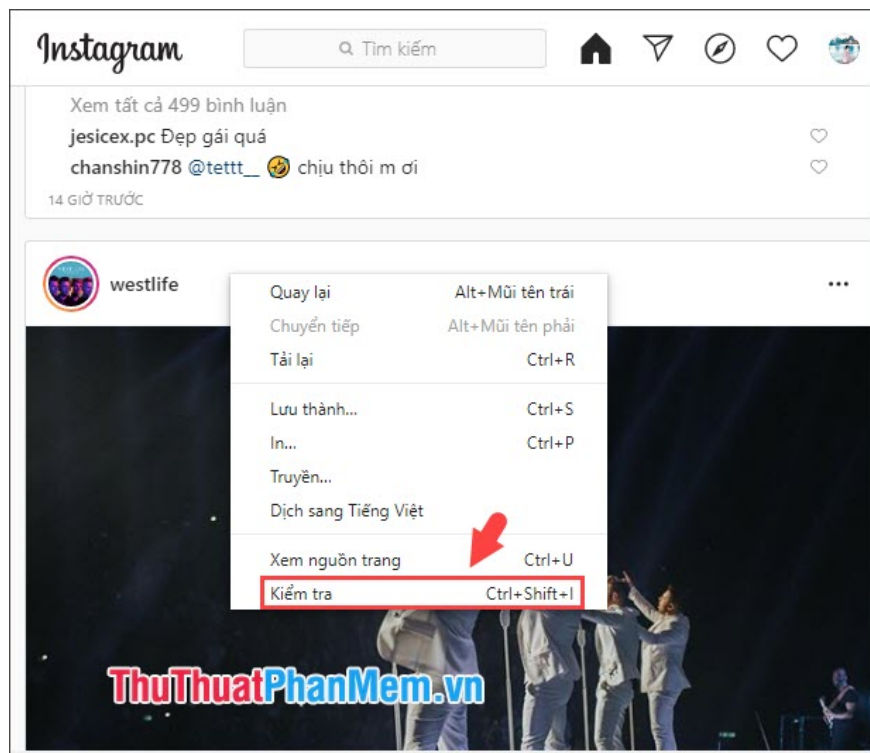 Instagram
Tìm kiếm
Xem tất cả 499 bình luận
jesicex.pc Đẹp gái quá
chanshin778 @tettt__ 🤣 chịu thôi m ơi
14 GIỜ TRƯỚC
westlife
Quay lại Alt+Mũi tên trái
Chuyển tiếp Alt+Mũi tên phải
Tải lại Ctrl+R
Lưu thành... Ctrl+S
In... Ctrl+P
Truyền...
Dịch sang Tiếng Việt
Xem nguồn trang Ctrl+U
Kiểm tra Ctrl+Shift+I
ThuThuatPhanMem.vn